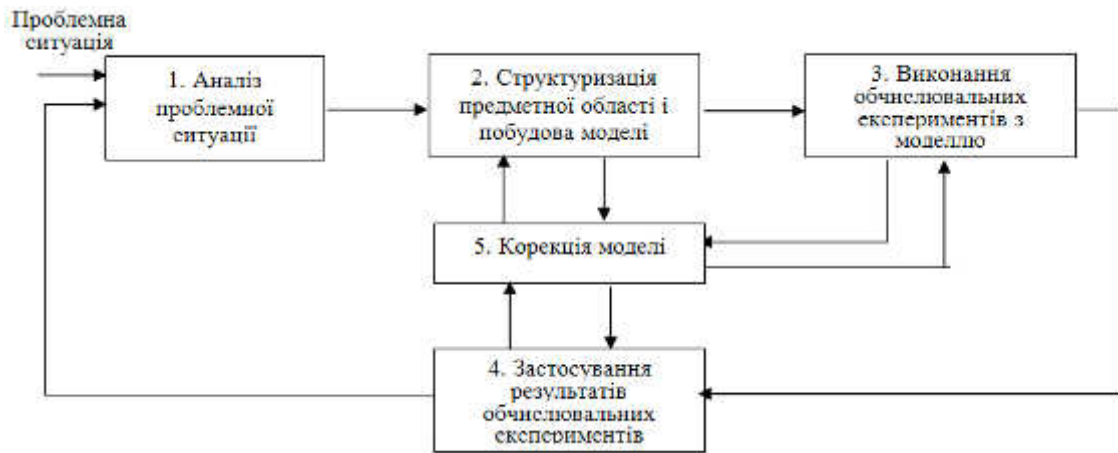 Проблемна
ситуація
1. Аналіз
проблемної
ситуації
2. Структуризація
предметної області і
побудова моделі
3. Виконання
обчислювальних
експериментів з
моделлю
5. Корекція моделі
4. Застосування
результатів
обчислювальних
експериментів